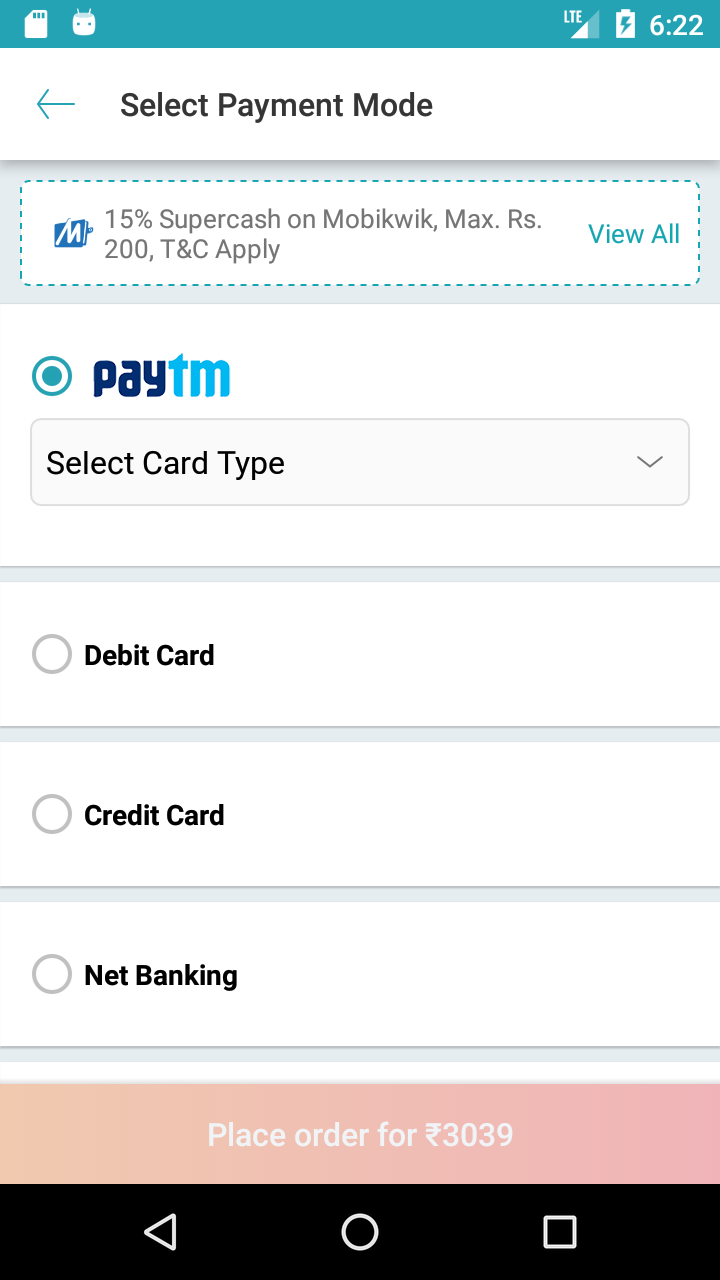 LTE 6:22
Select Payment Mode
15% Supercash on Mobikwik, Max. Rs.
200, T&C Apply
View All
paytm
Select Card Type
Debit Card
Credit Card
Net Banking
Place order for ₹3039